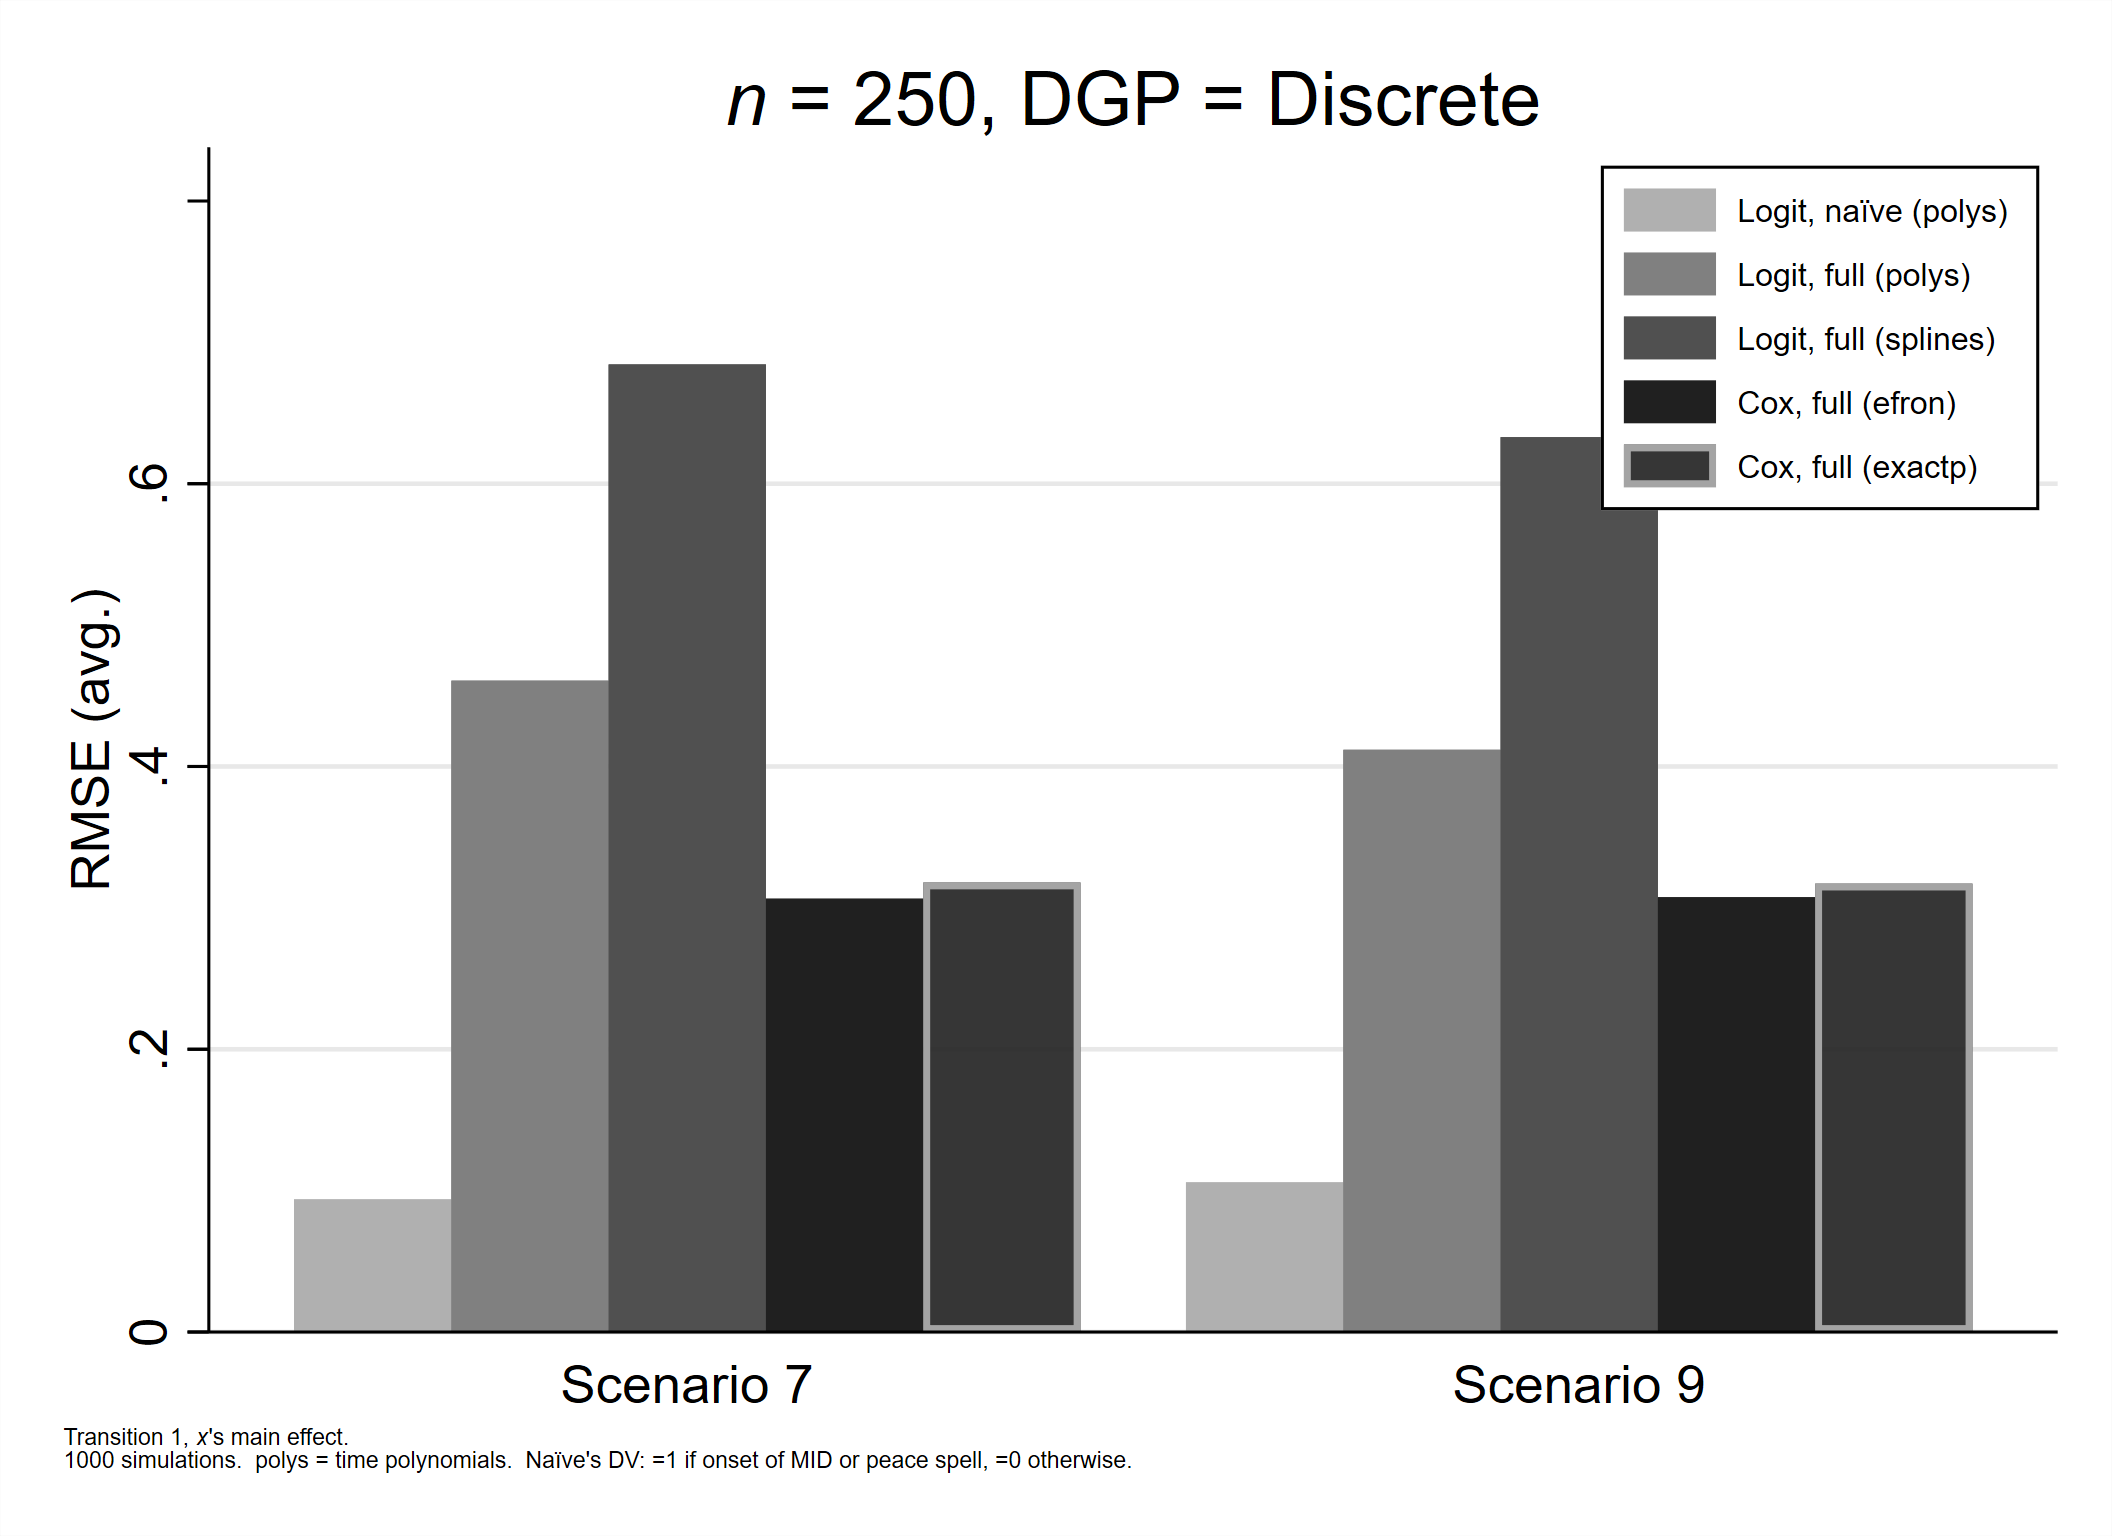 n = 250, DGP = Discrete
Logit, naïve (polys)
Logit, full (polys)
Logit, full (splines)
Cox, full (efron)
Cox, full (exactp)
RMSE (avg.)
.6
.4
.2
0
Scenario 7
Scenario 9
Transition 1, x's main effect.
1000 simulations.  polys = time polynomials.  Naïve's DV: =1 if onset of MID or peace spell, =0 otherwise.